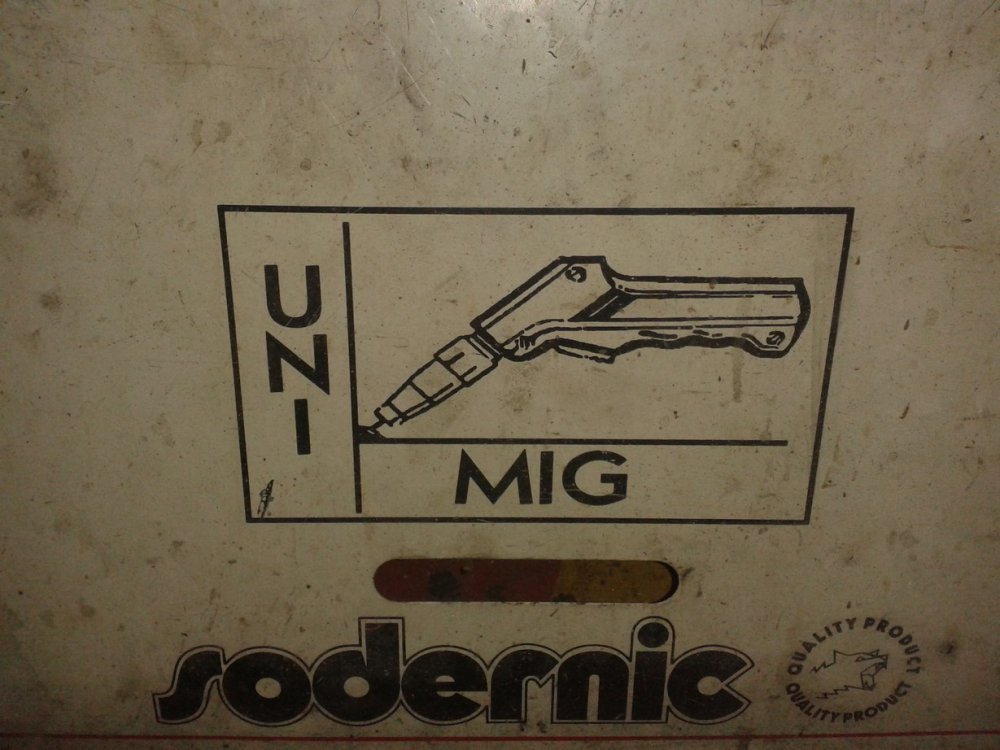 UNI
MIG
sodernic
QUALITY PRODUCT
QUALITY PRODUCT